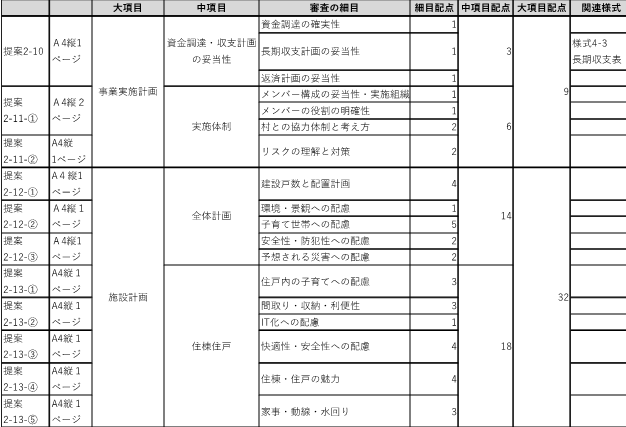 大項目 中項目 審査の細目 細目配点 中項目配点 大項目配点 関連様式
提案2-10 A4縦1ページ 事業実施計画 資金調達・収支計画の妥当性 資金調達の確実性 1 3 9
長期収支計画の妥当性 1 様式4-3 長期収支表
返済計画の妥当性 1
提案2-11-① A4縦2ページ 実施体制 メンバー構成の妥当性・実施組織 1 6
メンバーの役割の明確性 1
村との協力体制と考え方 2
提案2-11-② A4縦1ページ リスクの理解と対策 2
提案2-12-① A4縦1ページ 施設計画 全体計画 建設戸数と配置計画 4 14 32
提案2-12-② A4縦1ページ 環境・景観への配慮 1
子育て世帯への配慮 5
提案2-12-③ A4縦1ページ 安全性・防犯性への配慮 2
予想される災害への配慮 2
提案2-13-① A4縦1ページ 住棟住戸 住戸内の子育てへの配慮 3 18
提案2-13-② A4縦1ページ 間取り・収納・利便性 3
IT化への配慮 1
提案2-13-③ A4縦1ページ 快適性・安全性への配慮 4
提案2-13-④ A4縦1ページ 住棟・住戸の魅力 4
提案2-13-⑤ A4縦1ページ 家事・動線・水回り 3